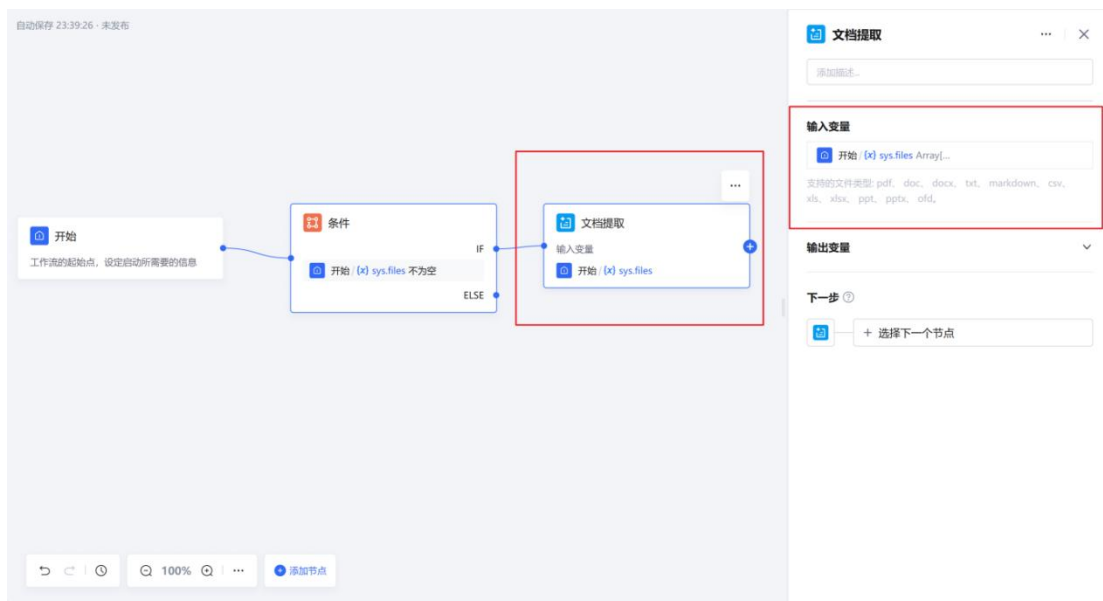 自动保存 23:39:26 · 未发布
开始
工作流的起始点，设定启动所需要的信息
条件
IF
开始 / {x} sys.files 不为空
ELSE
...
文档提取
输入变量
开始 / {x} sys.files
100%
...
添加节点
文档提取
...
添加描述...
输入变量
开始 / {x} sys.files Array[...
支持的文件类型: pdf、 doc、 docx、 txt、 markdown、 csv、
xls、 xlsx、 ppt、 pptx、 ofd。
输出变量
下一步
+ 选择下一个节点